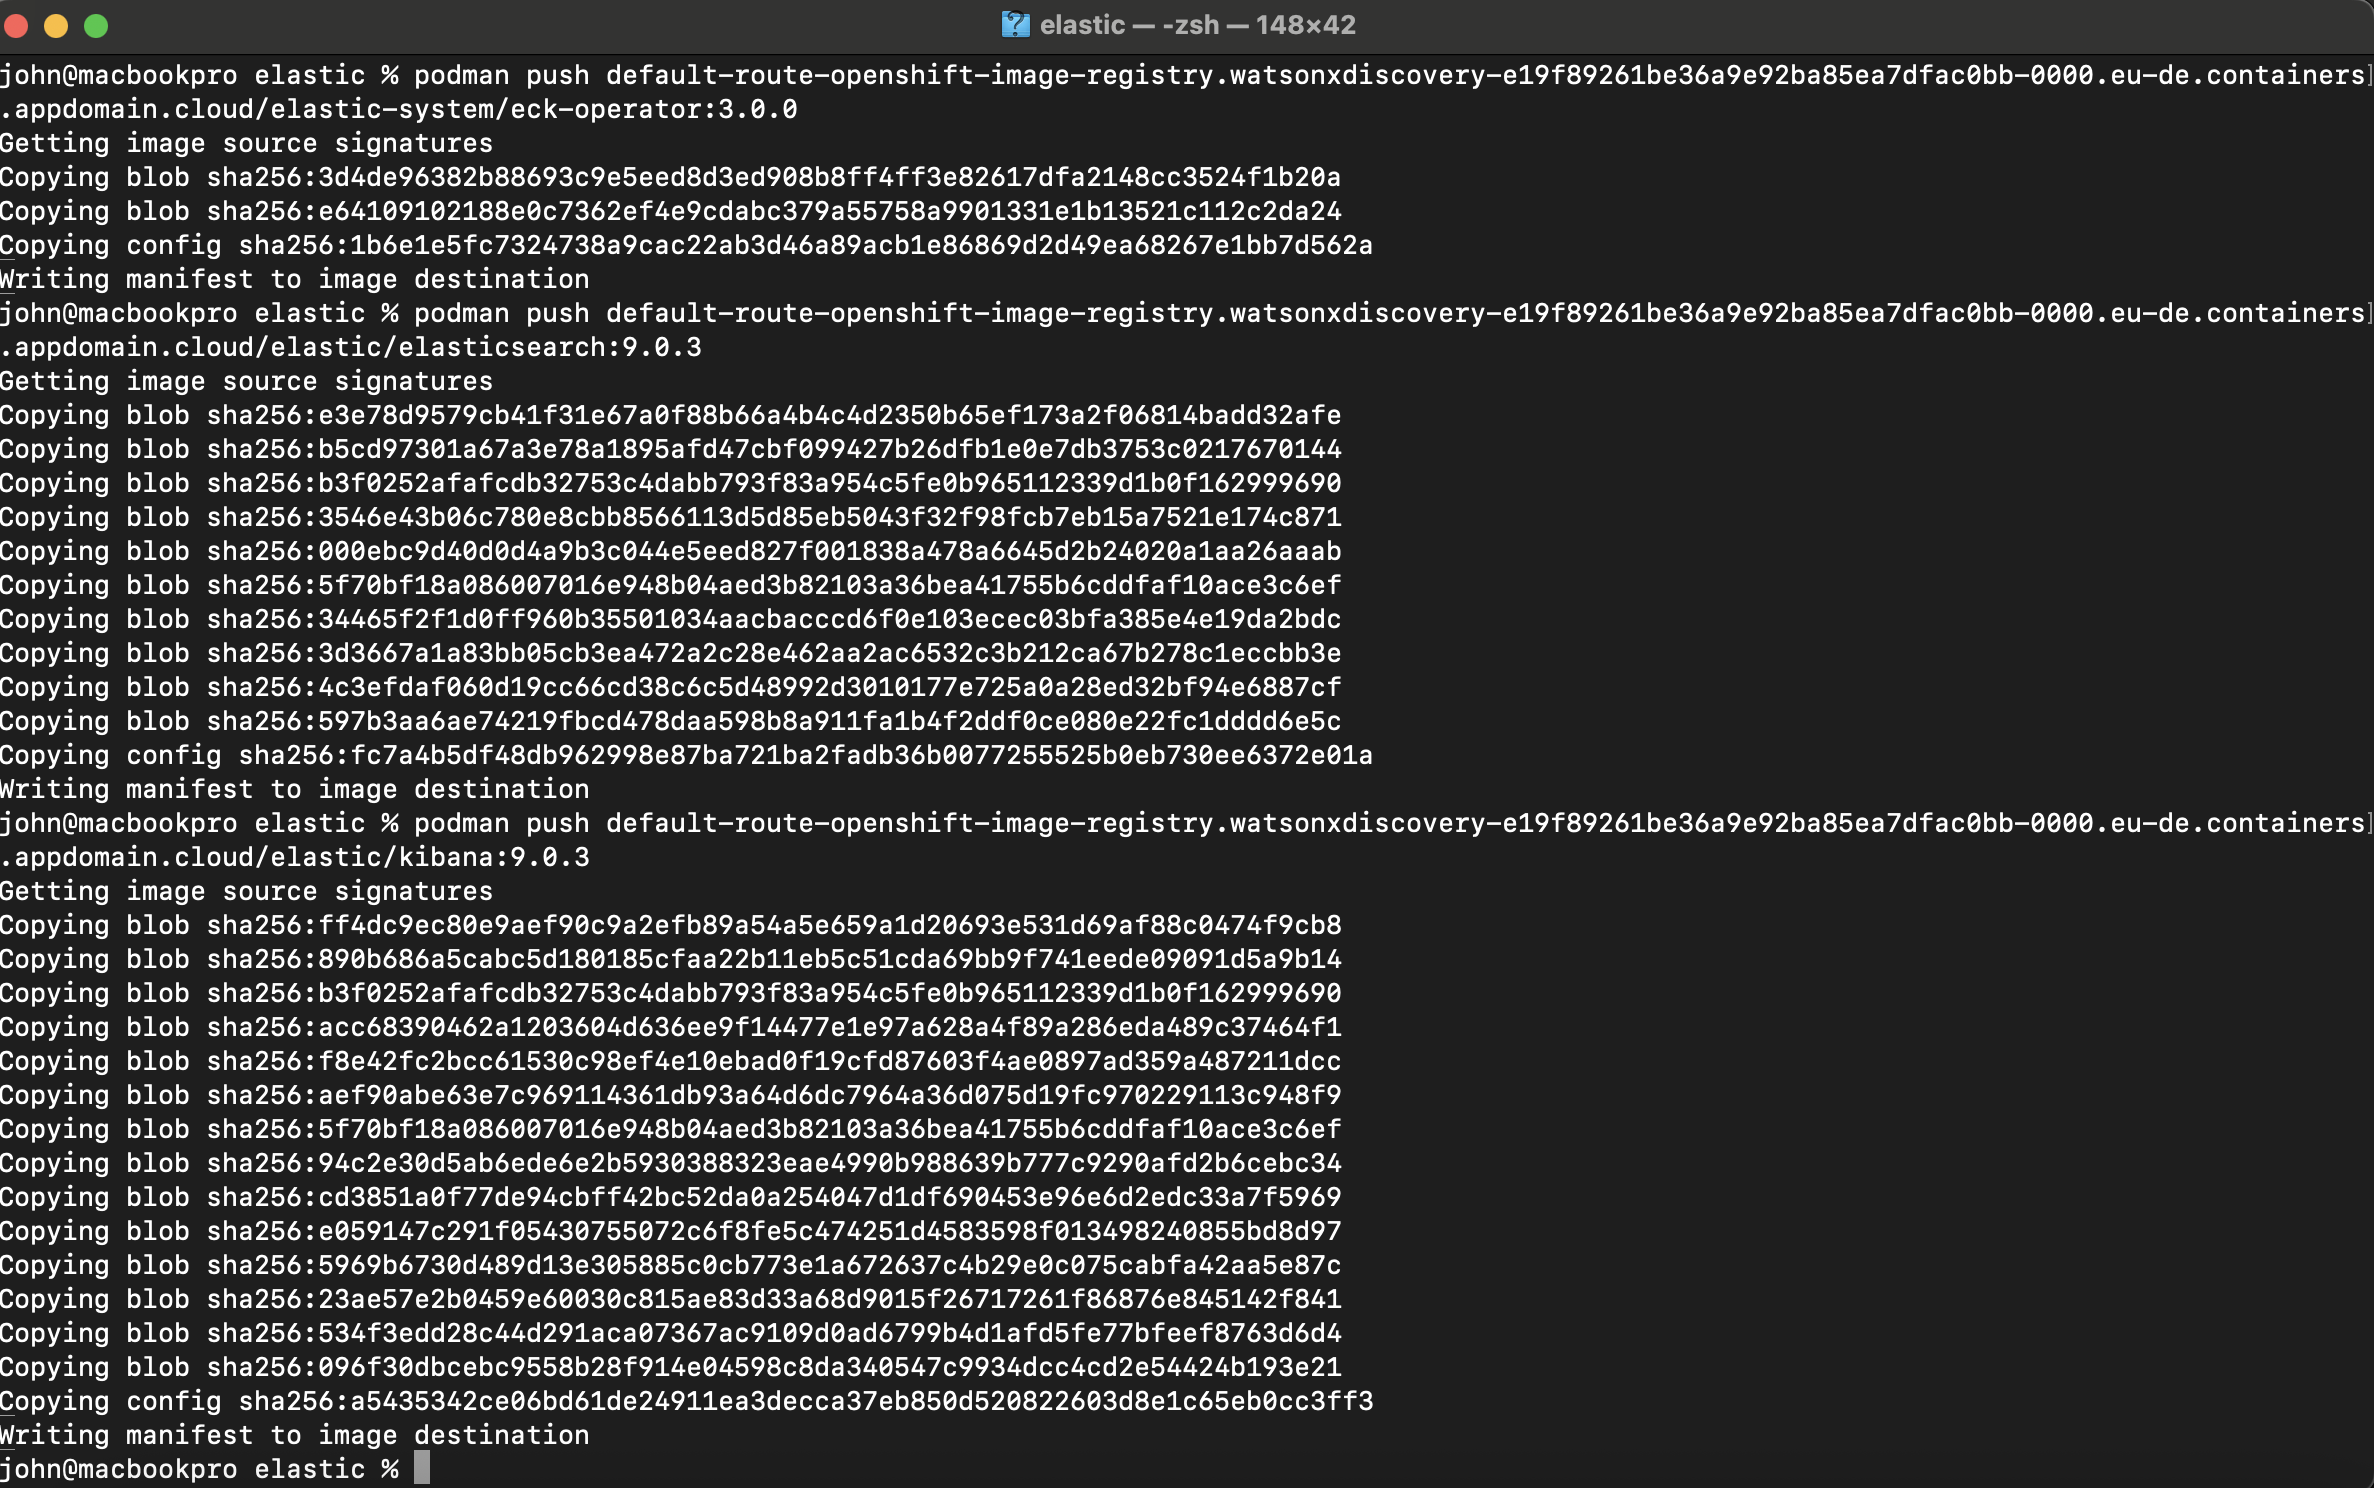 elastic — -zsh — 148×42
john@macbookpro elastic % podman push default-route-openshift-image-registry.watsonxdiscovery-e19f89261be36a9e92ba85ea7dfac0bb-0000.eu-de.containers]
.appdomain.cloud/elastic-system/eck-operator:3.0.0
Getting image source signatures
Copying blob sha256:3d4de96382b88693c9e5eed8d3ed908b8ff4ff3e82617dfa2148cc3524f1b20a
Copying blob sha256:e64109102188e0c7362ef4e9cdabc379a55758a9901331e1b13521c112c2da24
Copying config sha256:1b6e1e5fc7324738a9cac22ab3d46a89acb1e86869d2d49ea68267e1bb7d562a
Writing manifest to image destination
john@macbookpro elastic % podman push default-route-openshift-image-registry.watsonxdiscovery-e19f89261be36a9e92ba85ea7dfac0bb-0000.eu-de.containers]
.appdomain.cloud/elastic/elasticsearch:9.0.3
Getting image source signatures
Copying blob sha256:e3e78d9579cb41f31e67a0f88b66a4b4c4d2350b65ef173a2f06814badd32afe
Copying blob sha256:b5cd97301a67a3e78a1895afd47cbf099427b26dfb1e0e7db3753c0217670144
Copying blob sha256:b3f0252afafcdb32753c4dabb793f83a954c5fe0b965112339d1b0f162999690
Copying blob sha256:3546e43b06c780e8cbb8566113d5d85eb5043f32f98fcb7eb15a7521e174c871
Copying blob sha256:000ebc9d40d0d4a9b3c044e5eed827f001838a478a6645d2b24020a1aa26aaab
Copying blob sha256:5f70bf18a086007016e948b04aed3b82103a36bea41755b6cddfaf10ace3c6ef
Copying blob sha256:34465f2f1d0ff960b35501034aacbacccd6f0e103ecec03bfa385e4e19da2bdc
Copying blob sha256:3d3667a1a83bb05cb3ea472a2c28e462aa2ac6532c3b212ca67b278c1eccbb3e
Copying blob sha256:4c3efdaf060d19cc66cd38c6c5d48992d3010177e725a0a28ed32bf94e6887cf
Copying blob sha256:597b3aa6ae74219fbcd478daa598b8a911fa1b4f2ddf0ce080e22fc1dddd6e5c
Copying config sha256:fc7a4b5df48db962998e87ba721ba2fadb36b0077255525b0eb730ee6372e01a
Writing manifest to image destination
john@macbookpro elastic % podman push default-route-openshift-image-registry.watsonxdiscovery-e19f89261be36a9e92ba85ea7dfac0bb-0000.eu-de.containers]
.appdomain.cloud/elastic/kibana:9.0.3
Getting image source signatures
Copying blob sha256:ff4dc9ec80e9aef90c9a2efb89a54a5e659a1d20693e531d69af88c0474f9cb8
Copying blob sha256:890b686a5cabc5d180185cfaa22b11eb5c51cda69bb9f741eede09091d5a9b14
Copying blob sha256:b3f0252afafcdb32753c4dabb793f83a954c5fe0b965112339d1b0f162999690
Copying blob sha256:acc68390462a1203604d636ee9f14477e1e97a628a4f89a286eda489c37464f1
Copying blob sha256:f8e42fc2bcc61530c98ef4e10ebad0f19cfd87603f4ae0897ad359a487211dcc
Copying blob sha256:aef90abe63e7c969114361db93a64d6dc7964a36d075d19fc970229113c948f9
Copying blob sha256:5f70bf18a086007016e948b04aed3b82103a36bea41755b6cddfaf10ace3c6ef
Copying blob sha256:94c2e30d5ab6ede6e2b5930388323eae4990b988639b777c9290afd2b6cebc34
Copying blob sha256:cd3851a0f77de94cbff42bc52da0a254047d1df690453e96e6d2edc33a7f5969
Copying blob sha256:e059147c291f05430755072c6f8fe5c474251d4583598f013498240855bd8d97
Copying blob sha256:5969b6730d489d13e305885c0cb773e1a672637c4b29e0c075cabfa42aa5e87c
Copying blob sha256:23ae57e2b0459e60030c815ae83d33a68d9015f26717261f86876e845142f841
Copying blob sha256:534f3edd28c44d291aca07367ac9109d0ad6799b4d1afd5fe77bfeef8763d6d4
Copying blob sha256:096f30dbcebc9558b28f914e04598c8da340547c9934dcc4cd2e54424b193e21
Copying config sha256:a5435342ce06bd61de24911ea3decca37eb850d520822603d8e1c65eb0cc3ff3
Writing manifest to image destination
john@macbookpro elastic %